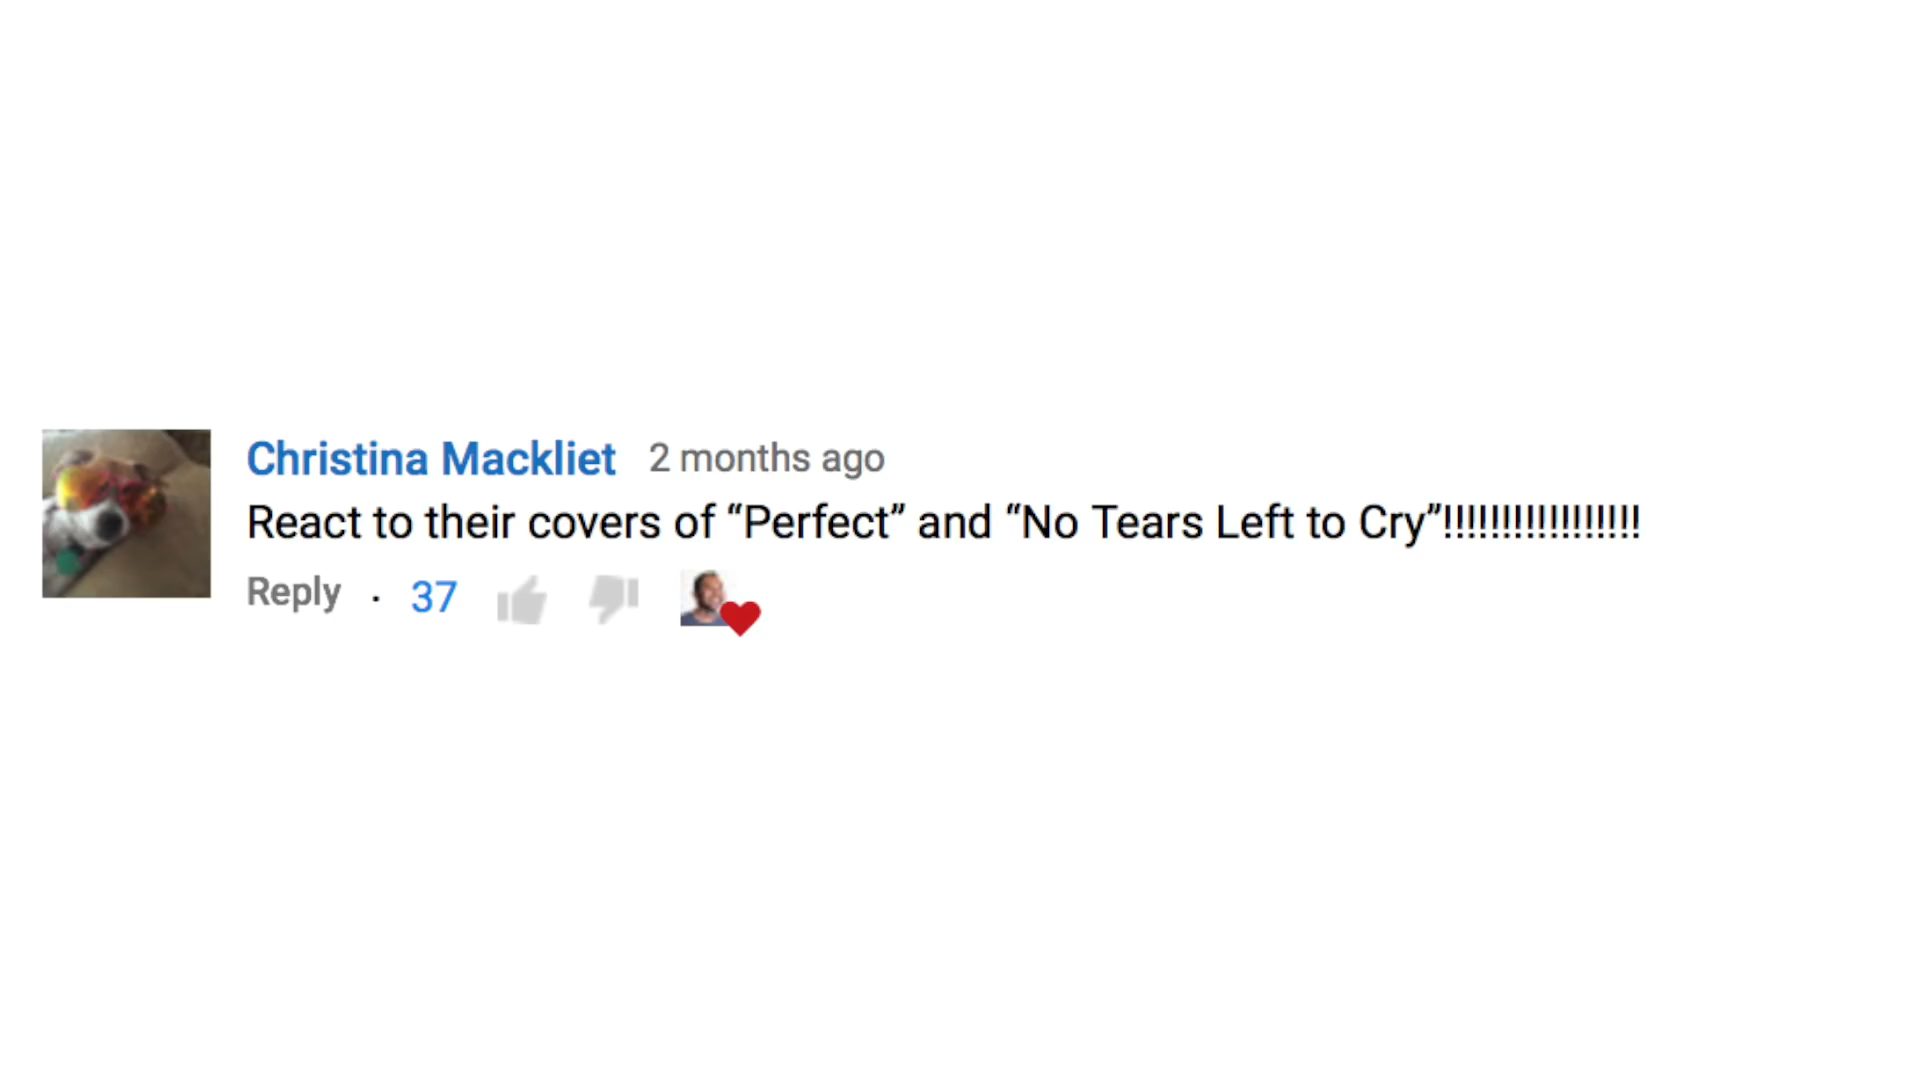 Christina Mackliet 2 months ago
React to their covers of “Perfect” and “No Tears Left to Cry”!!!!!!!!!!!!!!!!!
Reply · 37